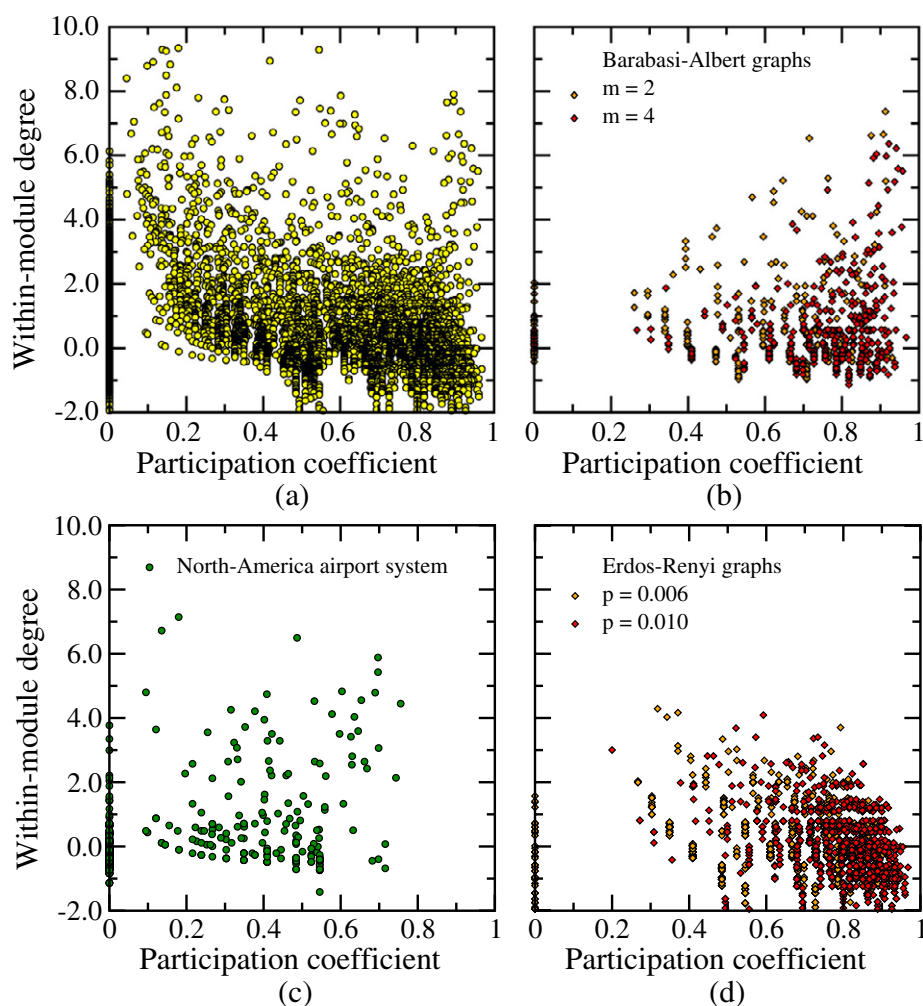 10.0
8.0
6.0
4.0
2.0
0.0
-2.0
Within-module degree
0 0.2 0.4 0.6 0.8 1
Participation coefficient
(a)
Barabasi-Albert graphs
m = 2
m = 4
0 0.2 0.4 0.6 0.8 1
Participation coefficient
(b)
10.0
8.0
6.0
4.0
2.0
0.0
-2.0
Within-module degree
North-America airport system
0 0.2 0.4 0.6 0.8 1
Participation coefficient
(c)
Erdos-Renyi graphs
p = 0.006
p = 0.010
0 0.2 0.4 0.6 0.8 1
Participation coefficient
(d)